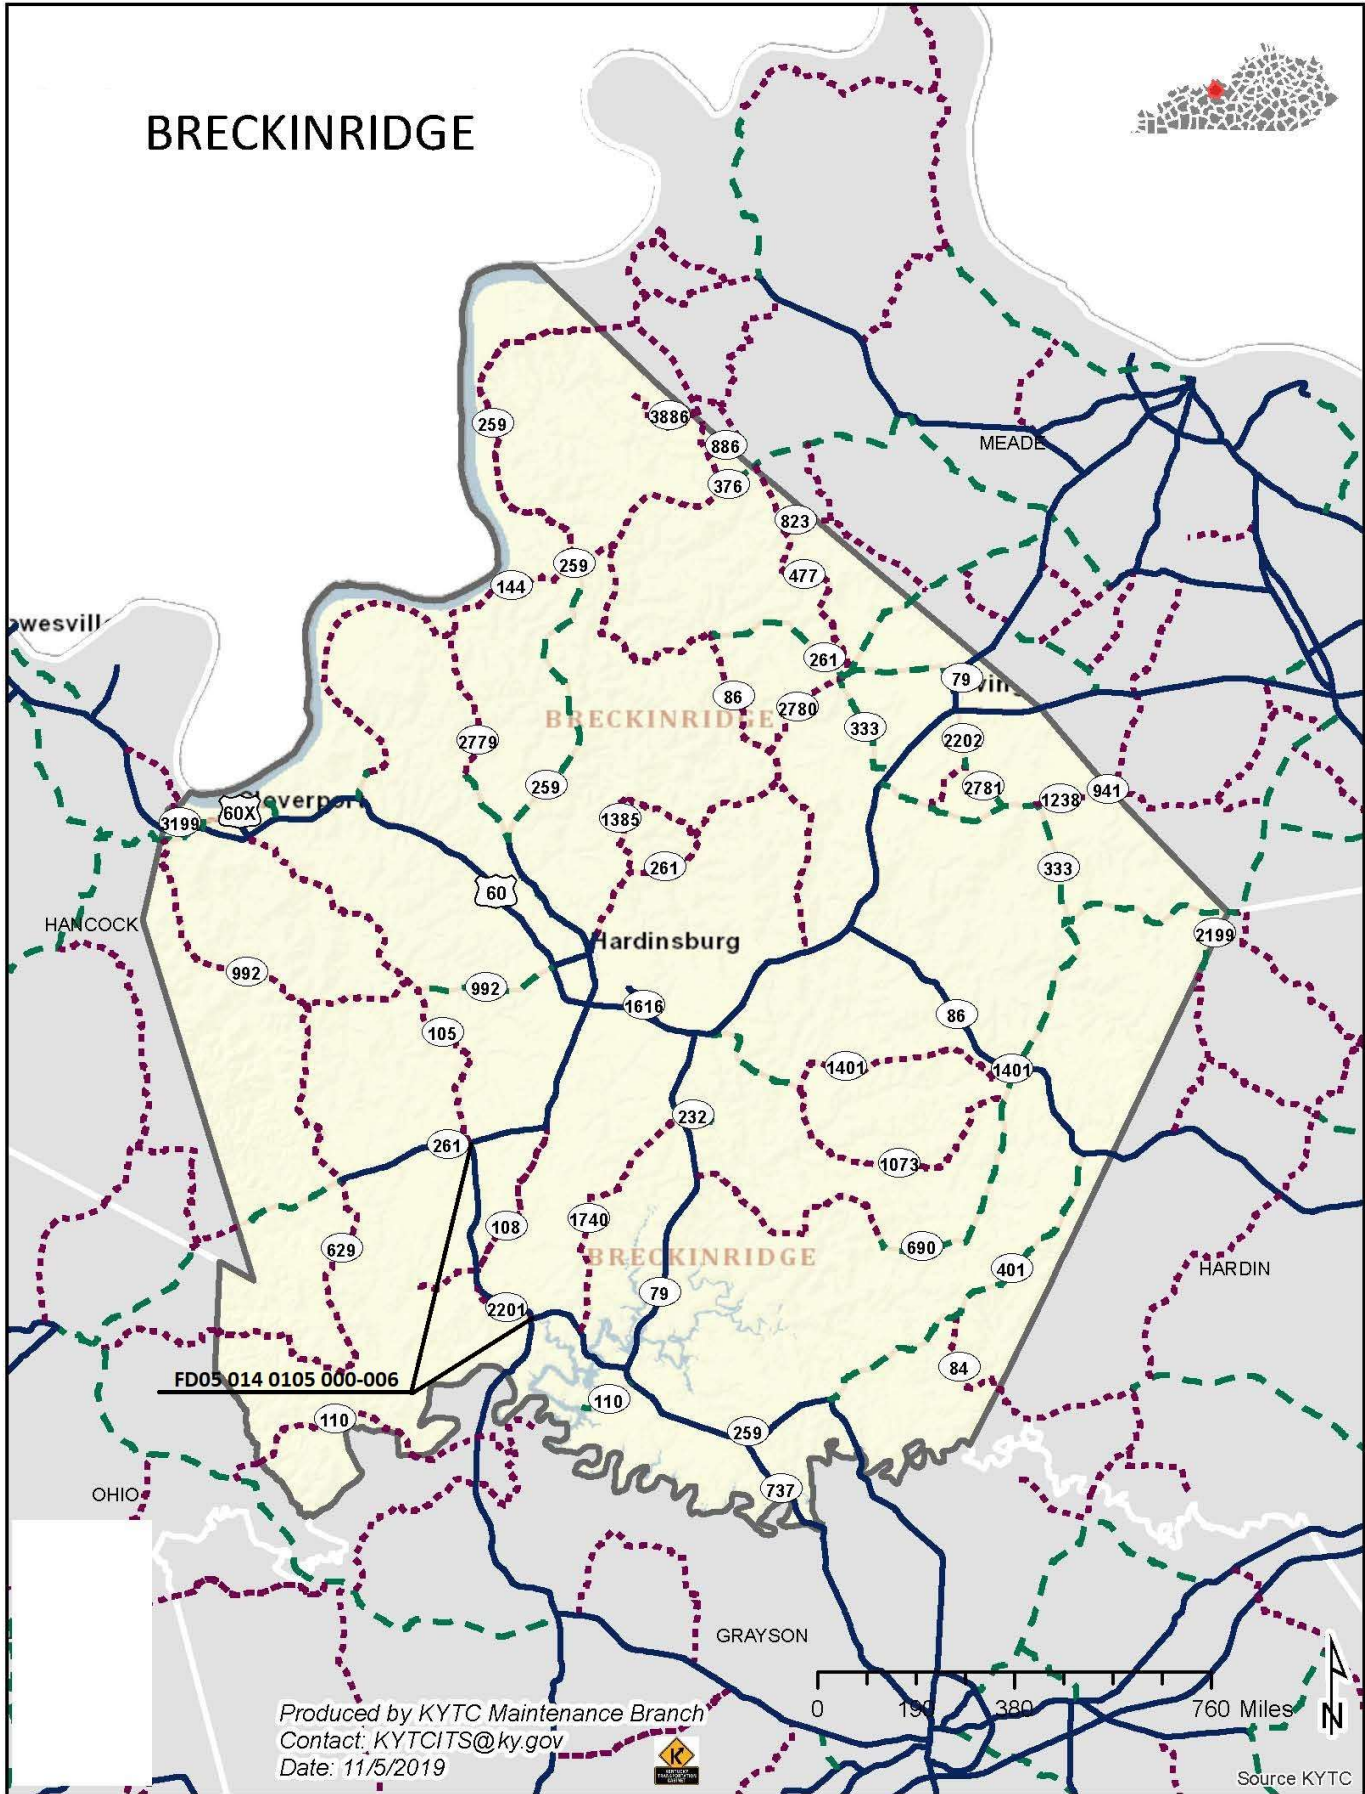 BRECKINRIDGE
259
3886
886
MEADE
376
823
259
477
144
261
79
86
2780
BRECKINRIDGE
333
2202
2779
259
2781
1238
941
60X
3199
1385
261
333
60
HANCOCK
Hardinsburg
2199
992
992
1616
86
105
1401
1401
232
261
1073
108
1740
629
690
BRECKINRIDGE
401
HARDIN
79
2201
84
FD05 014 0105 000-006
110
110
259
737
OHIO
GRAYSON
0 190 380 760 Miles
N
Produced by KYTC Maintenance Branch
Contact: KYTCITS@ky.gov
Date: 11/5/2019
KENTUCKY
TRANSPORTATION
CABINET
Source KYTC